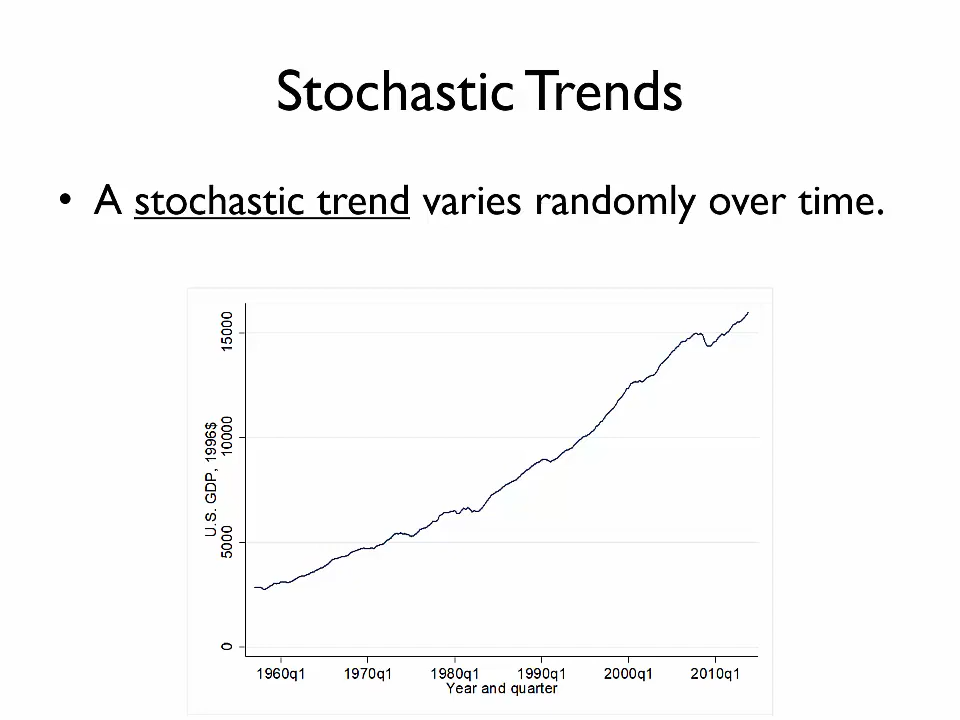 Stochastic Trends
• A stochastic trend varies randomly over time.
U.S. GDP, 1996$
15000
10000
5000
0
1960q1 1970q1 1980q1 1990q1 2000q1 2010q1
Year and quarter